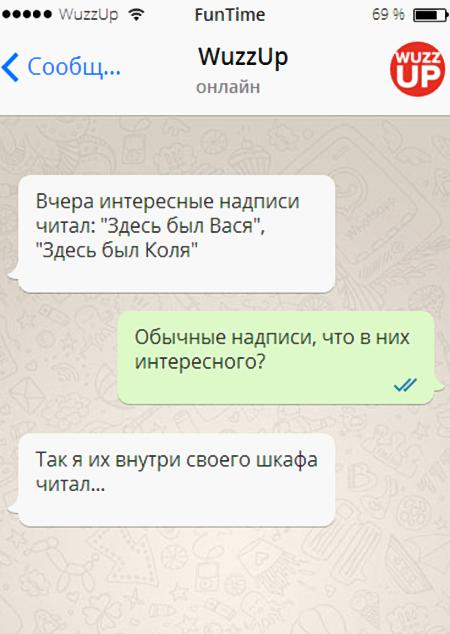 WuzzUp FunTime 69 %
Сообщ... WuzzUp
онлайн
WUZZ
UP
Вчера интересные надписи
читал: "Здесь был Вася",
"Здесь был Коля"
Обычные надписи, что в них
интересного?
Так я их внутри своего шкафа
читал...